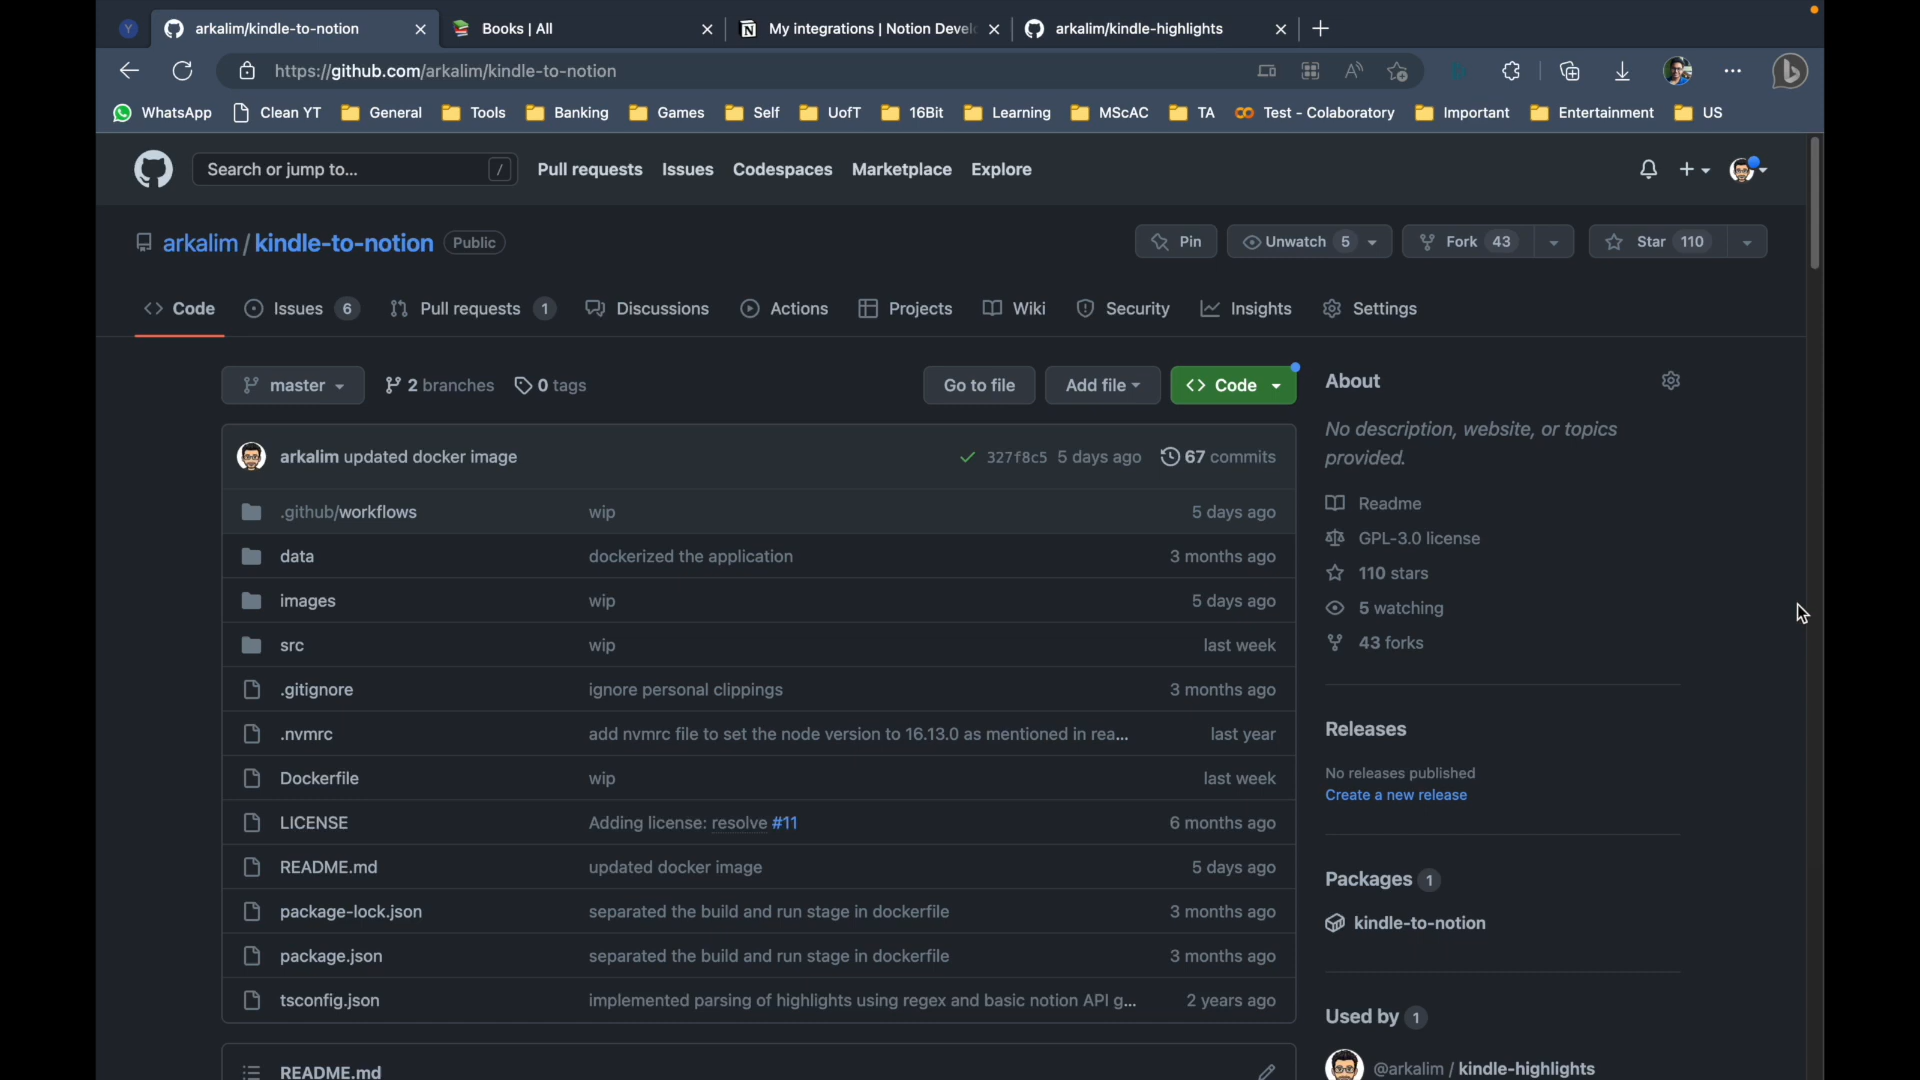 arkalim/kindle-to-notion
Books | All
My integrations | Notion Devel
arkalim/kindle-highlights
https://github.com/arkalim/kindle-to-notion
WhatsApp
Clean YT
General
Tools
Banking
Games
Self
UofT
16Bit
Learning
MScAC
TA
Test - Colaboratory
Important
Entertainment
US
Search or jump to...
/
Pull requests
Issues
Codespaces
Marketplace
Explore
arkalim / kindle-to-notion
Public
Pin
Unwatch 5
Fork 43
Star 110
Code
Issues 6
Pull requests 1
Discussions
Actions
Projects
Wiki
Security
Insights
Settings
master
2 branches
0 tags
Go to file
Add file
Code
arkalim updated docker image
327f8c5 5 days ago
67 commits
.github/workflows
wip
5 days ago
data
dockerized the application
3 months ago
images
wip
5 days ago
src
wip
last week
.gitignore
ignore personal clippings
3 months ago
.nvmrc
add nvmrc file to set the node version to 16.13.0 as mentioned in rea...
last year
Dockerfile
wip
last week
LICENSE
Adding license: resolve #11
6 months ago
README.md
updated docker image
5 days ago
package-lock.json
separated the build and run stage in dockerfile
3 months ago
package.json
separated the build and run stage in dockerfile
3 months ago
tsconfig.json
implemented parsing of highlights using regex and basic notion API g...
2 years ago
README.md
About
No description, website, or topics
provided.
Readme
GPL-3.0 license
110 stars
5 watching
43 forks
Releases
No releases published
Create a new release
Packages 1
kindle-to-notion
Used by 1
@arkalim / kindle-highlights